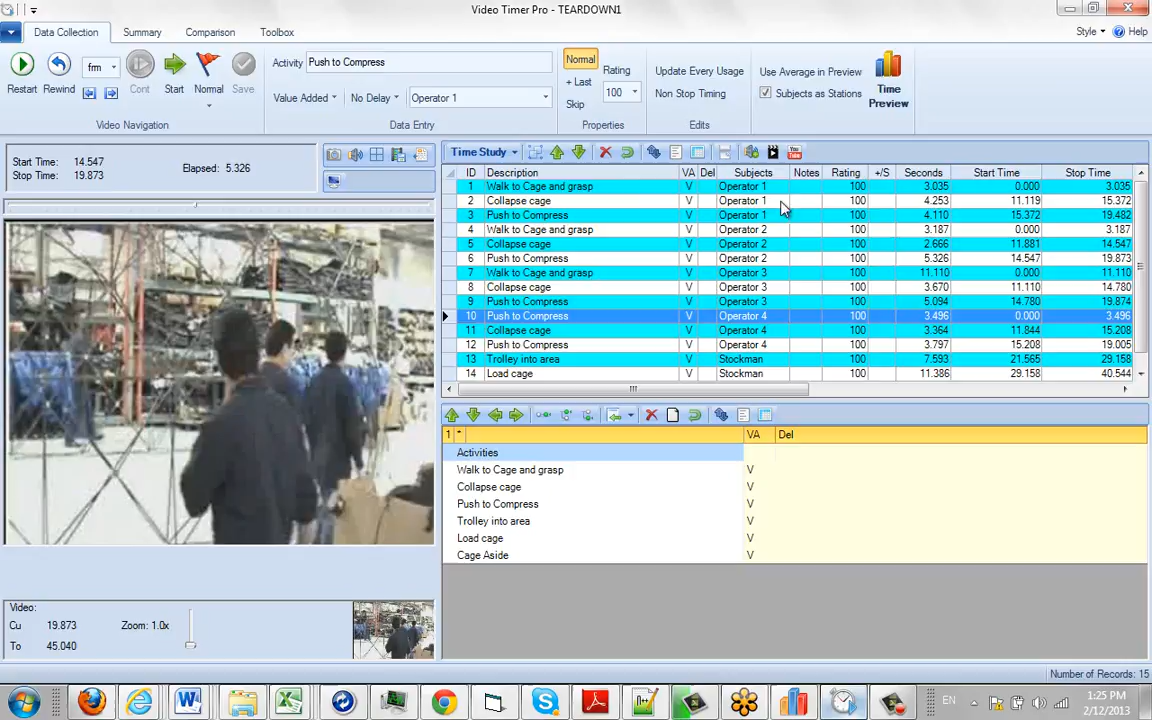 Video Timer Pro - TEARDOWN1
Data Collection Summary Comparison Toolbox Style Help
Restart Rewind frm Cont Start Normal Save
Video Navigation
Activity Push to Compress
Value Added No Delay Operator 1
Data Entry
Normal
+ Last
Skip
Rating
100
Properties
Update Every Usage
Non Stop Timing
Edits
Use Average in Preview
Subjects as Stations
Time
Preview
Start Time: 14.547
Stop Time: 19.873
Elapsed: 5.326
Time Study
You
Tube
ID Description VA Del Subjects Notes Rating +/S Seconds Start Time Stop Time
1 Walk to Cage and grasp V Operator 1 100 3.035 0.000 3.035
2 Collapse cage V Operator 1 100 4.253 11.119 15.372
3 Push to Compress V Operator 1 100 4.110 15.372 19.482
4 Walk to Cage and grasp V Operator 2 100 3.187 0.000 3.187
5 Collapse cage V Operator 2 100 2.666 11.881 14.547
6 Push to Compress V Operator 2 100 5.326 14.547 19.873
7 Walk to Cage and grasp V Operator 3 100 11.110 0.000 11.110
8 Collapse cage V Operator 3 100 3.670 11.110 14.780
9 Push to Compress V Operator 3 100 5.094 14.780 19.874
10 Push to Compress V Operator 4 100 3.496 0.000 3.496
11 Collapse cage V Operator 4 100 3.364 11.844 15.208
12 Push to Compress V Operator 4 100 3.797 15.208 19.005
13 Trolley into area V Stockman 100 7.593 21.565 29.158
14 Load cage V Stockman 100 11.386 29.158 40.544
1 * VA Del
Activities
Walk to Cage and grasp V
Collapse cage V
Push to Compress V
Trolley into area V
Load cage V
Cage Aside V
Video:
Cu 19.873 Zoom: 1.0x
To 45.040
Number of Records: 15
EN
1:25 PM
2/12/2013